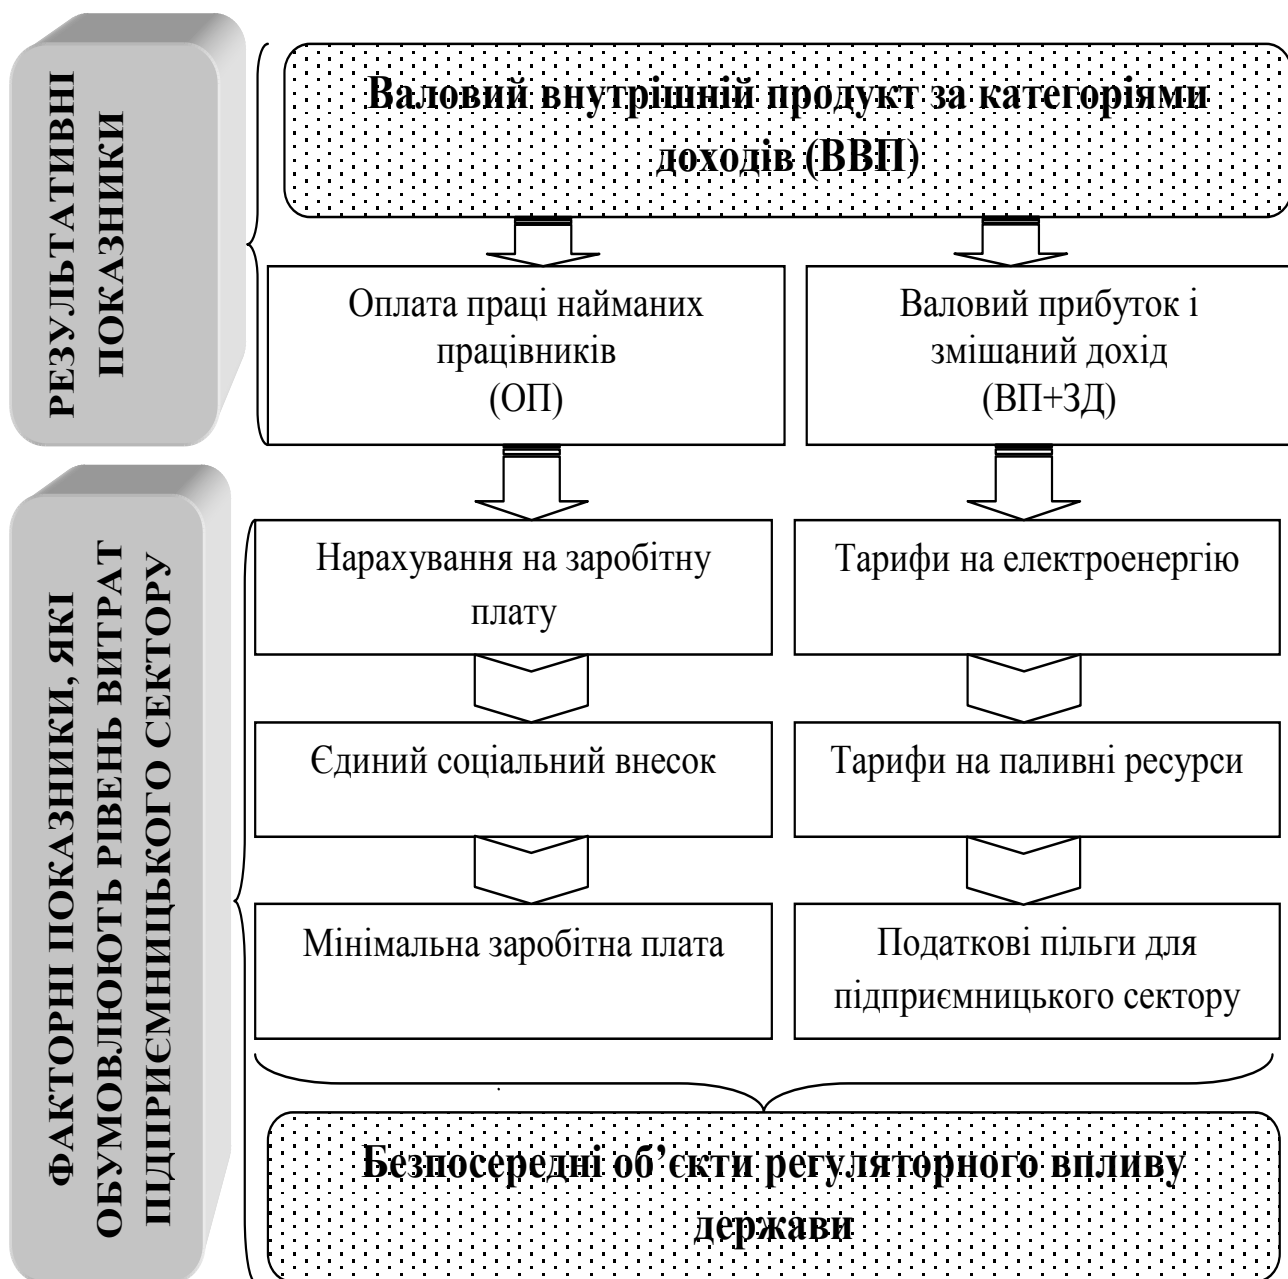 РЕЗУЛЬТАТИВНІ
ПОКАЗНИКИ
Валовий внутрішній продукт за категоріями
доходів (ВВП)
Оплата праці найманих
працівників
(ОП)
Валовий прибуток і
змішаний дохід
(ВП+ЗД)
ФАКТОРНІ ПОКАЗНИКИ, ЯКІ
ОБУМОВЛЮЮТЬ РІВЕНЬ ВИТРАТ
ПІДПРИЄМНИЦЬКОГО СЕКТОРУ
Нарахування на заробітну
плату
Тарифи на електроенергію
Єдиний соціальний внесок
Тарифи на паливні ресурси
Мінімальна заробітна плата
Податкові пільги для
підприємницького сектору
Безпосередні об’єкти регуляторного впливу
держави